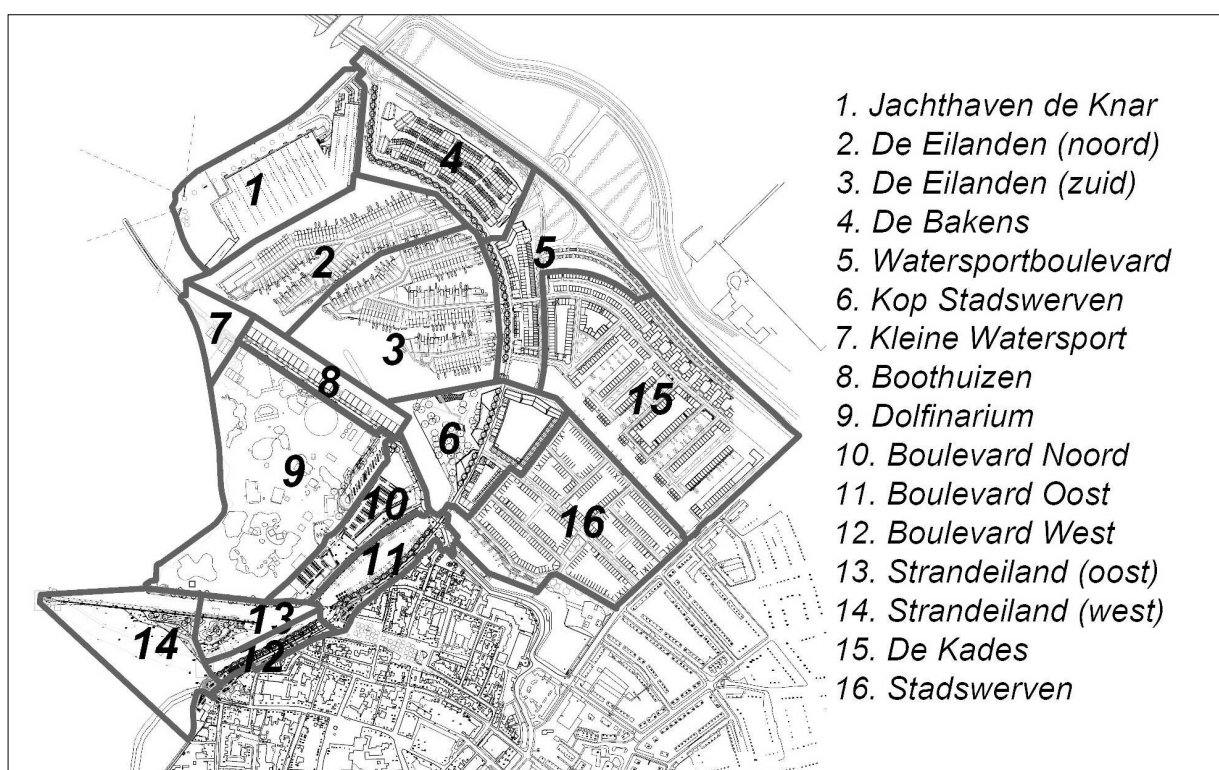 1
2
3
4
5
6
7
8
9
10
11
12
13
14
15
16
1. Jachthaven de Knar
2. De Eilanden (noord)
3. De Eilanden (zuid)
4. De Bakens
5. Watersportboulevard
6. Kop Stadswerven
7. Kleine Watersport
8. Boothuizen
9. Dolfinarium
10. Boulevard Noord
11. Boulevard Oost
12. Boulevard West
13. Strandeiland (oost)
14. Strandeiland (west)
15. De Kades
16. Stadswerven